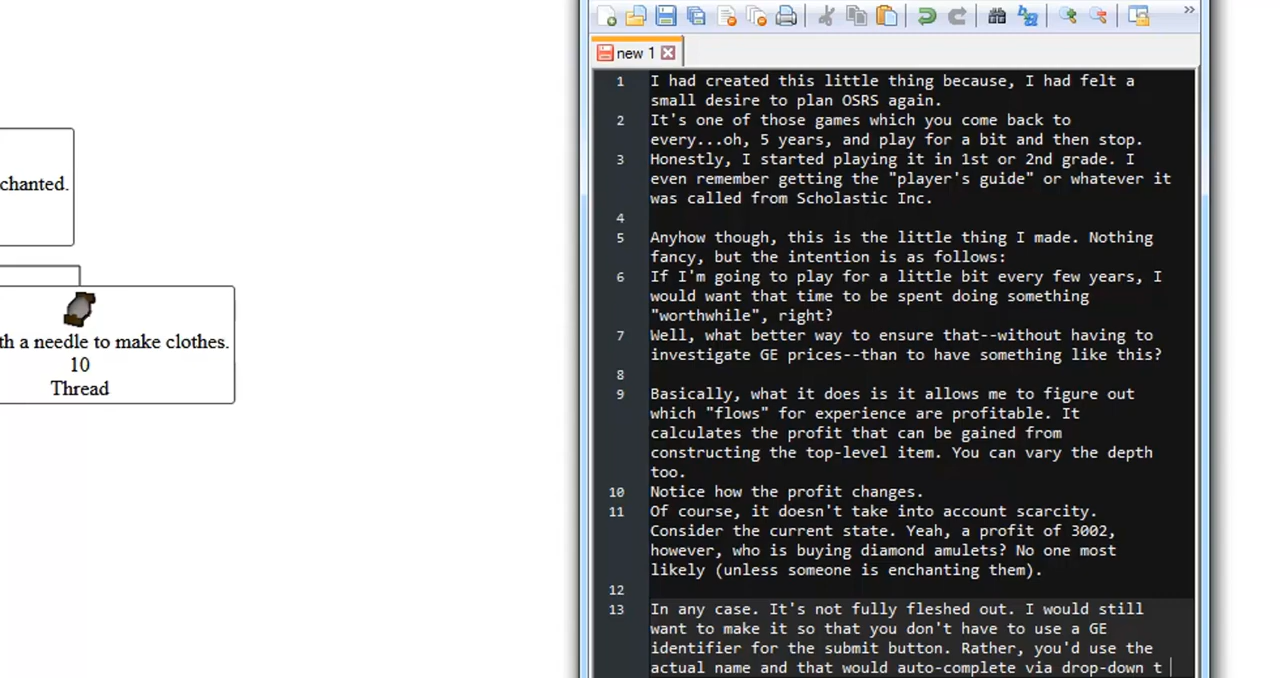 chanted.
th a needle to make clothes.
10
Thread
new 1
1 I had created this little thing because, I had felt a
small desire to plan OSRS again.
2 It's one of those games which you come back to
every...oh, 5 years, and play for a bit and then stop.
3 Honestly, I started playing it in 1st or 2nd grade. I
even remember getting the "player's guide" or whatever it
was called from Scholastic Inc.
4
5 Anyhow though, this is the little thing I made. Nothing
fancy, but the intention is as follows:
6 If I'm going to play for a little bit every few years, I
would want that time to be spent doing something
"worthwhile", right?
7 Well, what better way to ensure that--without having to
investigate GE prices--than to have something like this?
8
9 Basically, what it does is it allows me to figure out
which "flows" for experience are profitable. It
calculates the profit that can be gained from
constructing the top-level item. You can vary the depth
too.
10 Notice how the profit changes.
11 Of course, it doesn't take into account scarcity.
Consider the current state. Yeah, a profit of 3002,
however, who is buying diamond amulets? No one most
likely (unless someone is enchanting them).
12
13 In any case. It's not fully fleshed out. I would still
want to make it so that you don't have to use a GE
identifier for the submit button. Rather, you'd use the
actual name and that would auto-complete via drop-down t